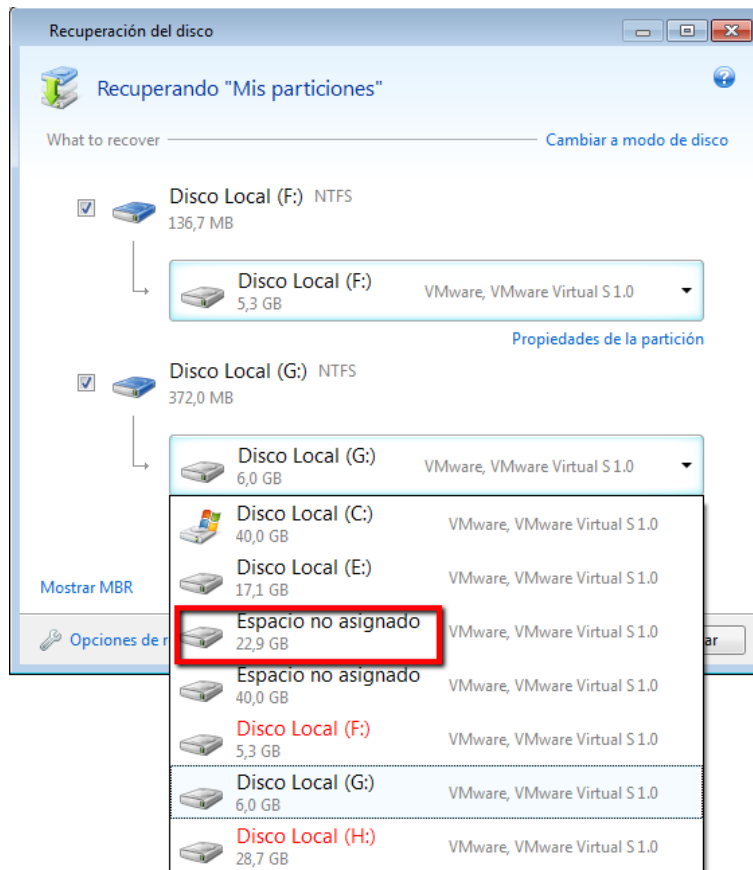 Recuperación del disco
Recuperando "Mis particiones"
What to recover Cambiar a modo de disco
Disco Local (F:) NTFS
136,7 MB
Disco Local (F:) VMware, VMware Virtual S 1.0
5,3 GB
Propiedades de la partición
Disco Local (G:) NTFS
372,0 MB
Disco Local (G:) VMware, VMware Virtual S 1.0
6,0 GB
Disco Local (C:) VMware, VMware Virtual S 1.0
40,0 GB
Disco Local (E:) VMware, VMware Virtual S 1.0
17,1 GB
Mostrar MBR
Espacio no asignado VMware, VMware Virtual S 1.0
22,9 GB
Opciones de r ar
Espacio no asignado VMware, VMware Virtual S 1.0
40,0 GB
Disco Local (F:) VMware, VMware Virtual S 1.0
5,3 GB
Disco Local (G:) VMware, VMware Virtual S 1.0
6,0 GB
Disco Local (H:) VMware, VMware Virtual S 1.0
28,7 GB